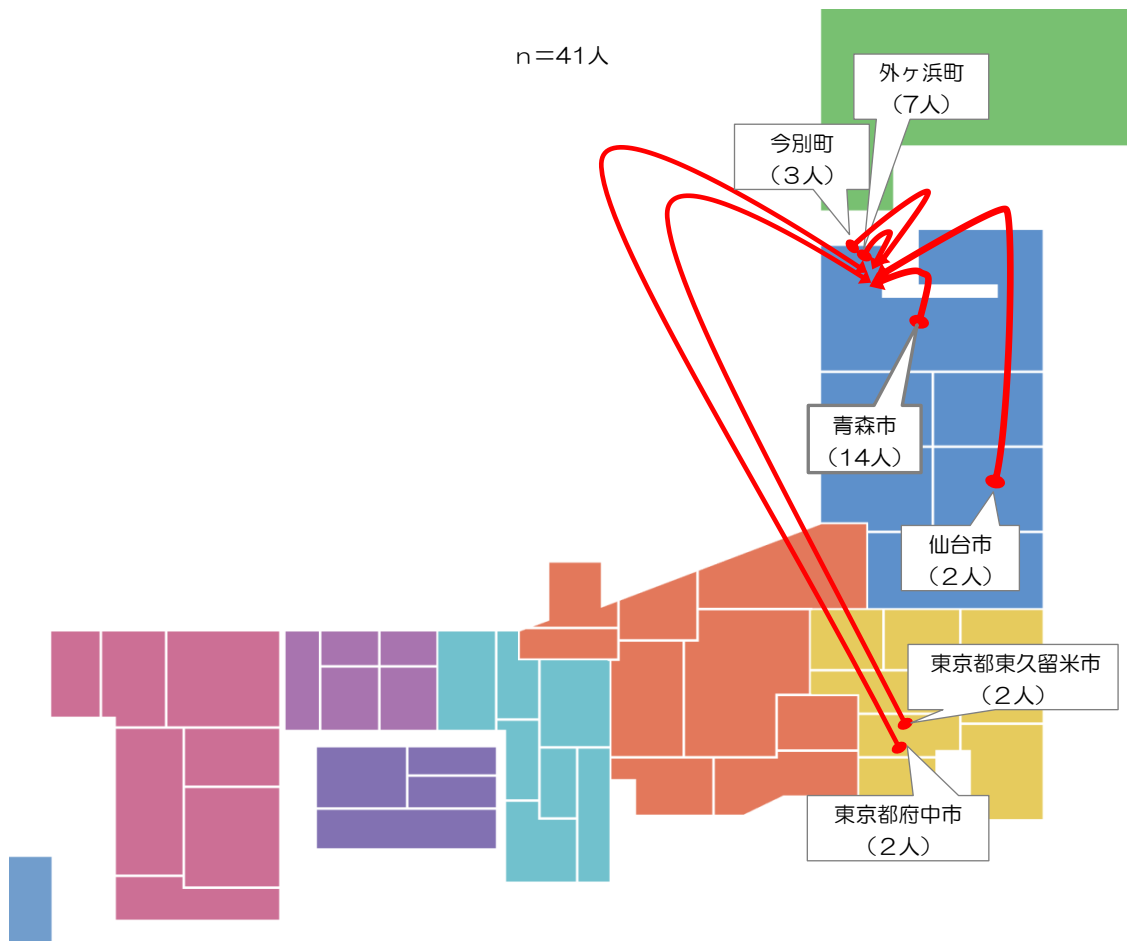 n＝41人
外ヶ浜町
（7人）
今別町
（３人）
青森市
（14人）
仙台市
（２人）
東京都東久留米市
（２人）
東京都府中市
（２人）